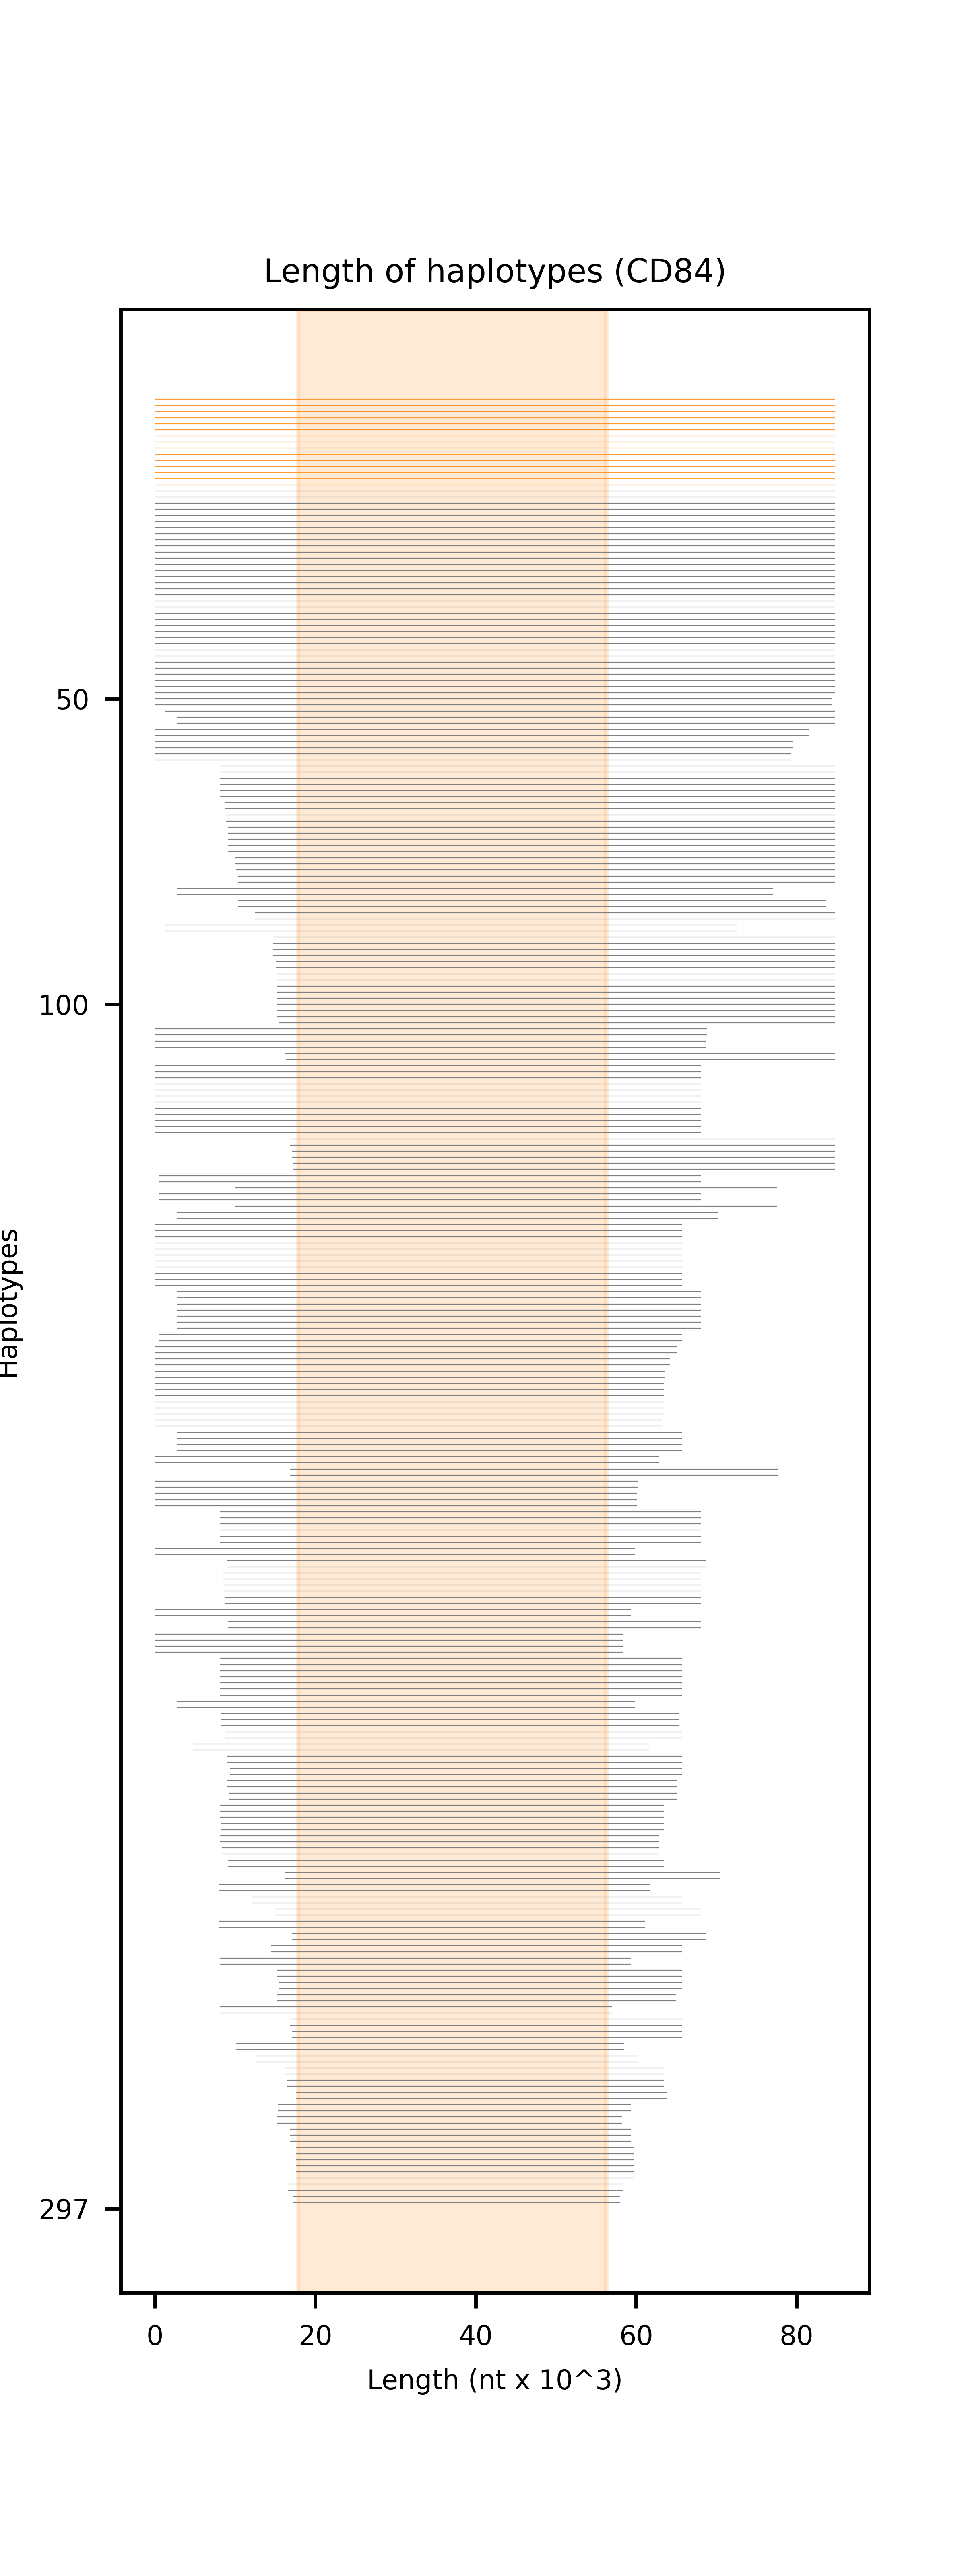 Length of haplotypes (CD84)
50
100
Haplotypes
297
0 20 40 60 80
Length (nt x 10^3)